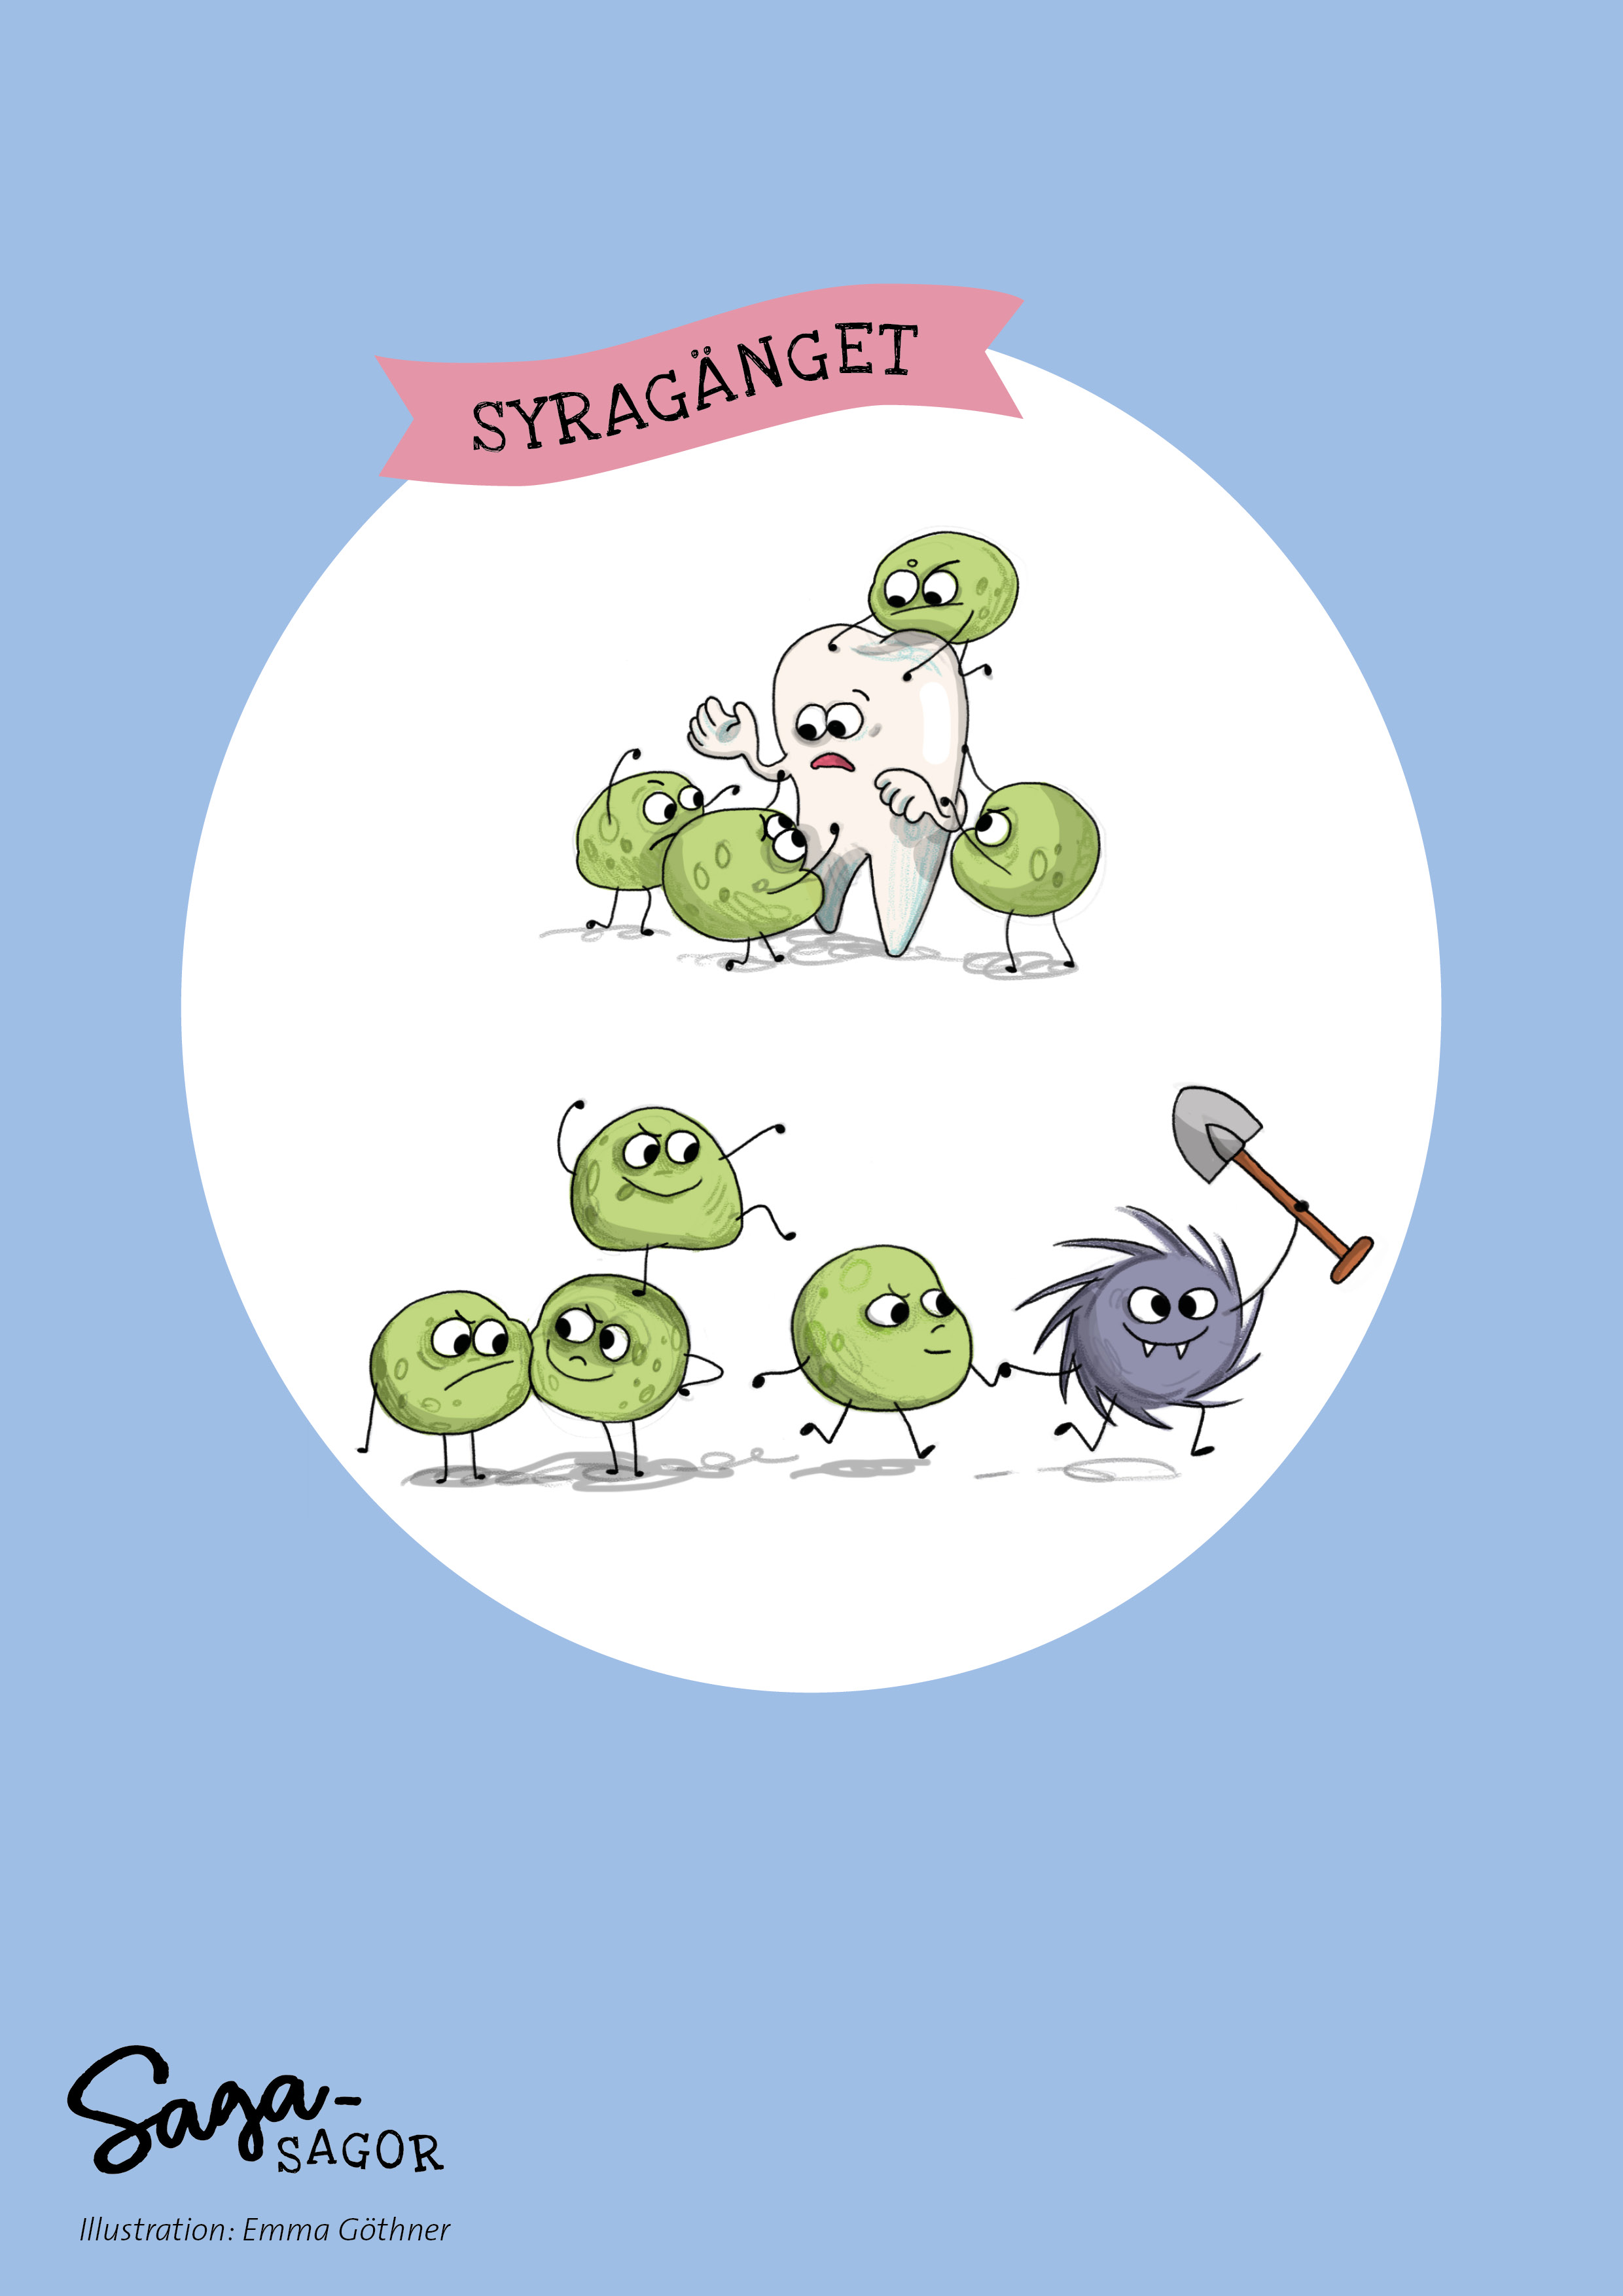 SYRAGÄNGET
Saga-
SAGOR
Illustration: Emma Göthner